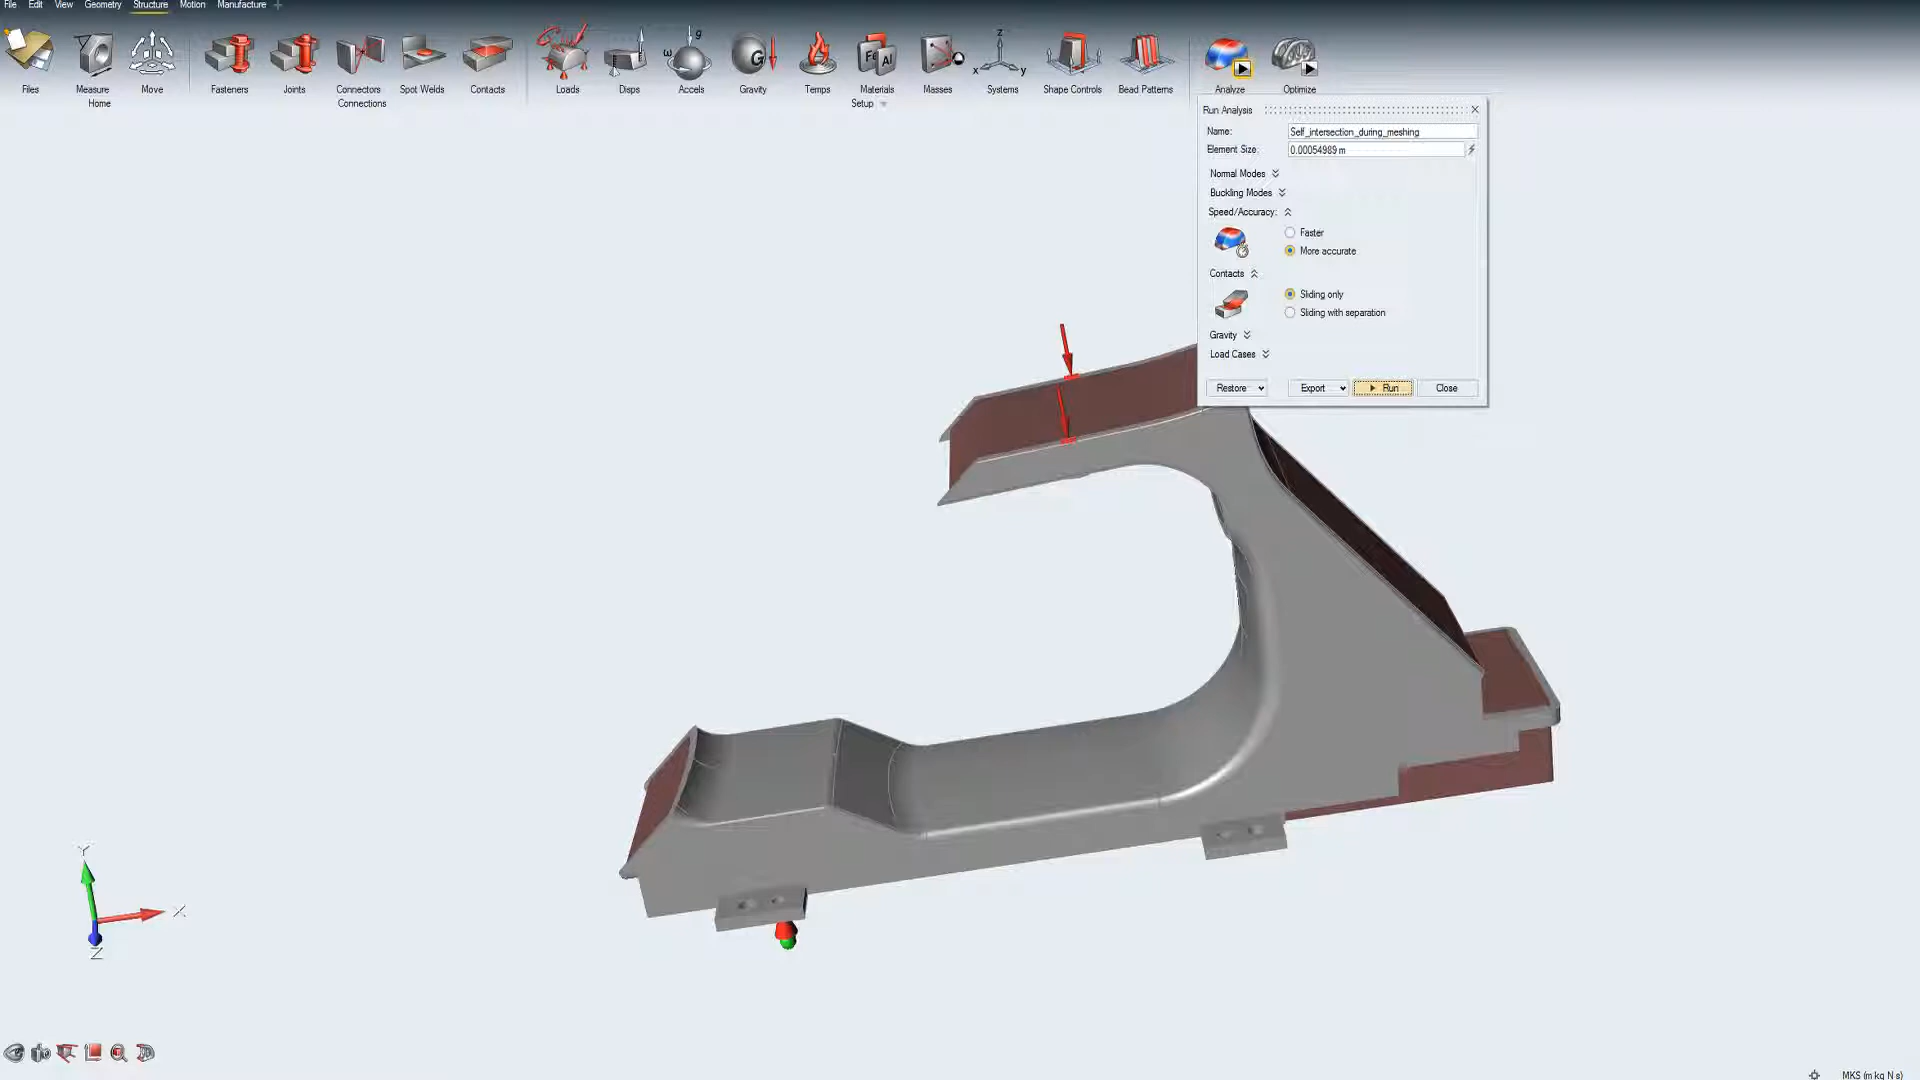 File Edit View Geometry Structure Motion Manufacture +
Files Measure Move Fasteners Joints Connectors Spot Welds Contacts Loads Disps Accels Gravity Temps Materials Masses Systems Shape Controls Bead Patterns Analyze Optimize
Home Connections Setup
Run Analysis
Name: Self_intersection_during_meshing
Element Size: 0.00054989 m
Normal Modes
Buckling Modes
Speed/Accuracy:
Faster
More accurate
Contacts
Sliding only
Sliding with separation
Gravity
Load Cases
Restore Export Run Close
Y
X
Z
MKS (m kg N s)